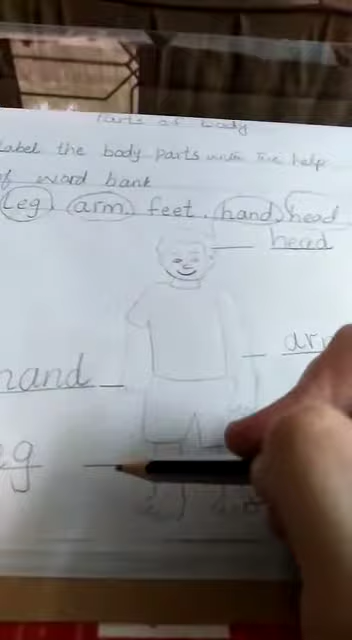 Parts of body
Label the body parts with the help
of word bank
Leg arm feet, hand, head
head
arm
hand
leg